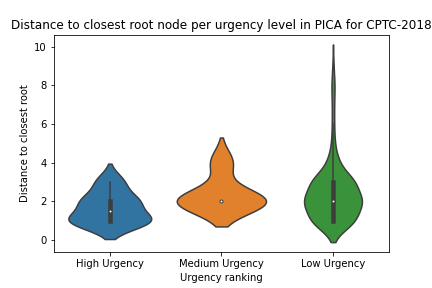 Distance to closest root node per urgency level in PICA for CPTC-2018
Distance to closest root
10
8
6
4
2
0
High Urgency Medium Urgency Low Urgency
Urgency ranking